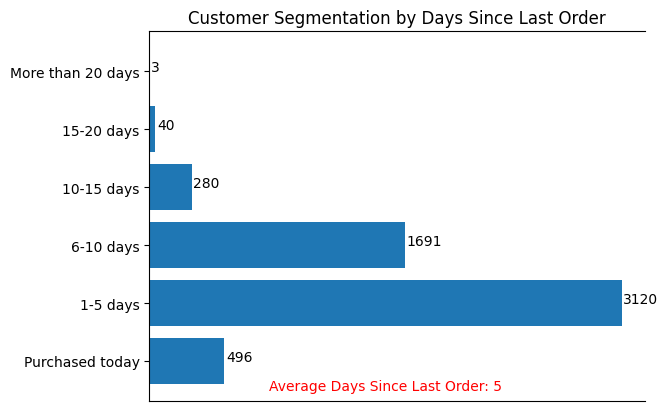 Customer Segmentation by Days Since Last Order
More than 20 days 3
15-20 days 40
10-15 days 280
6-10 days 1691
1-5 days 3120
Purchased today 496
Average Days Since Last Order: 5